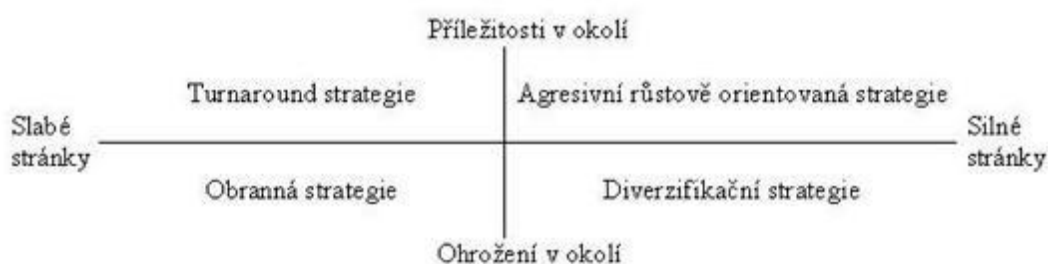 Příležitosti v okolí
Turnaround strategie
Agresivní růstově orientovaná strategie
Slabé
stránky
Silné
stránky
Obranná strategie
Diverzifikační strategie
Ohrožení v okolí